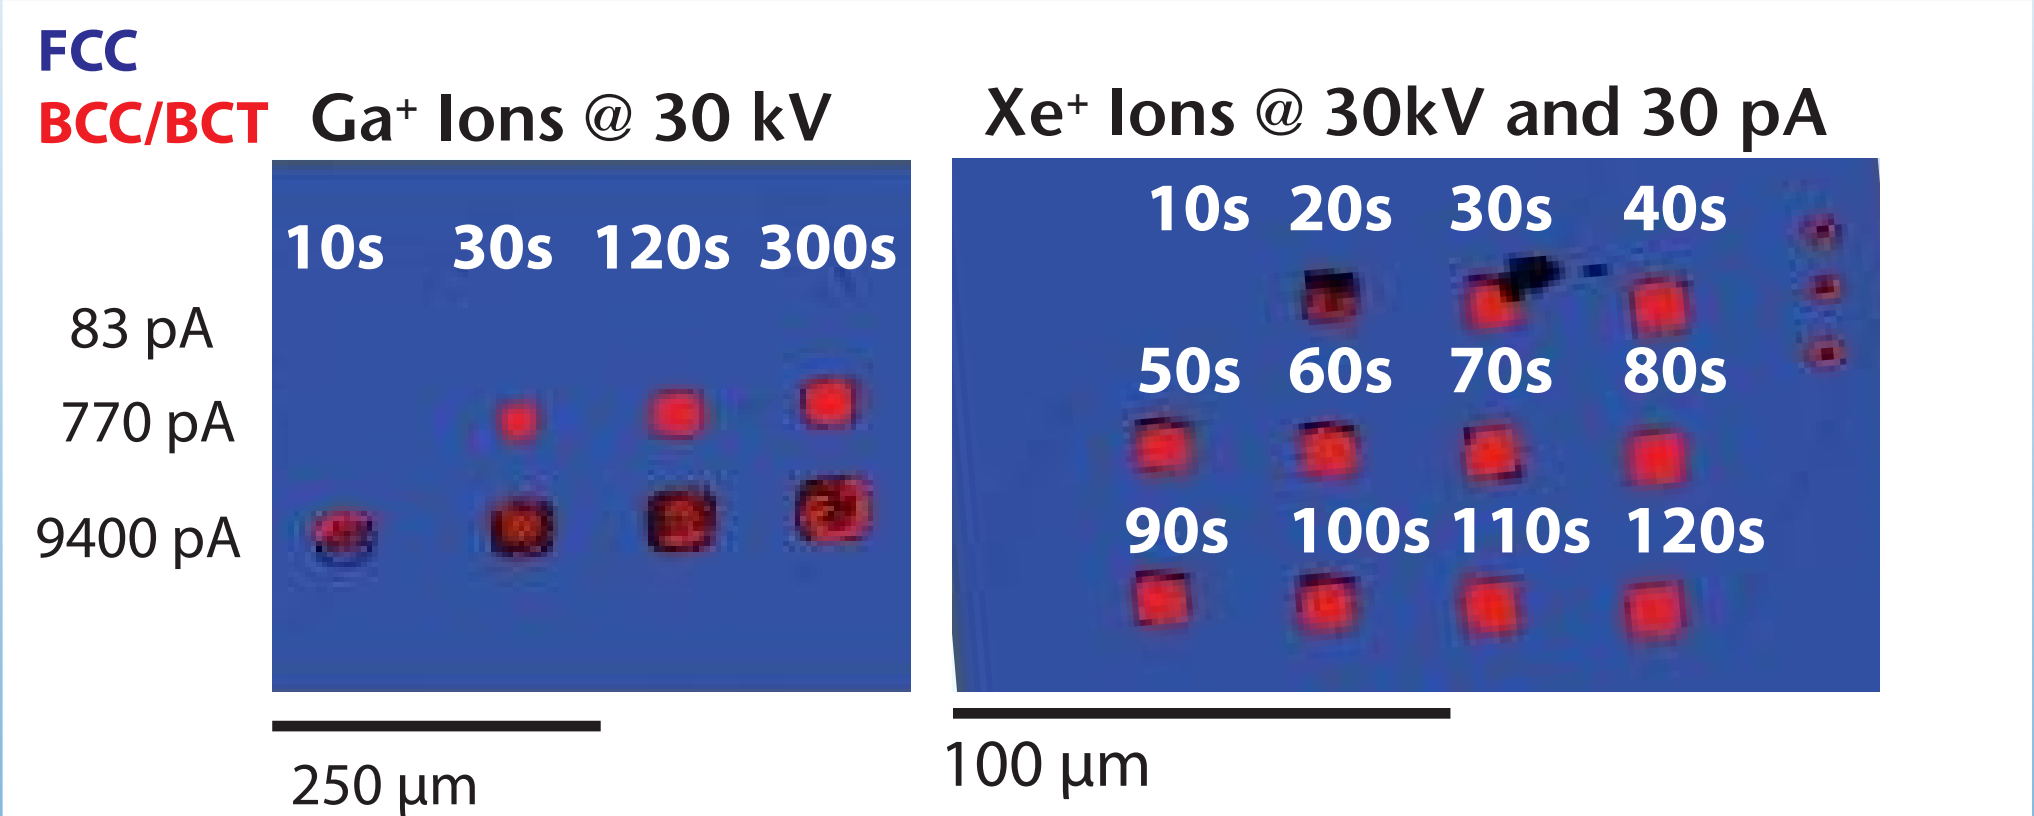 FCC
BCC/BCT
Ga⁺ Ions @ 30 kV
10s 30s 120s 300s
83 pA
770 pA
9400 pA
250 µm
Xe⁺ Ions @ 30kV and 30 pA
10s 20s 30s 40s
50s 60s 70s 80s
90s 100s 110s 120s
100 µm